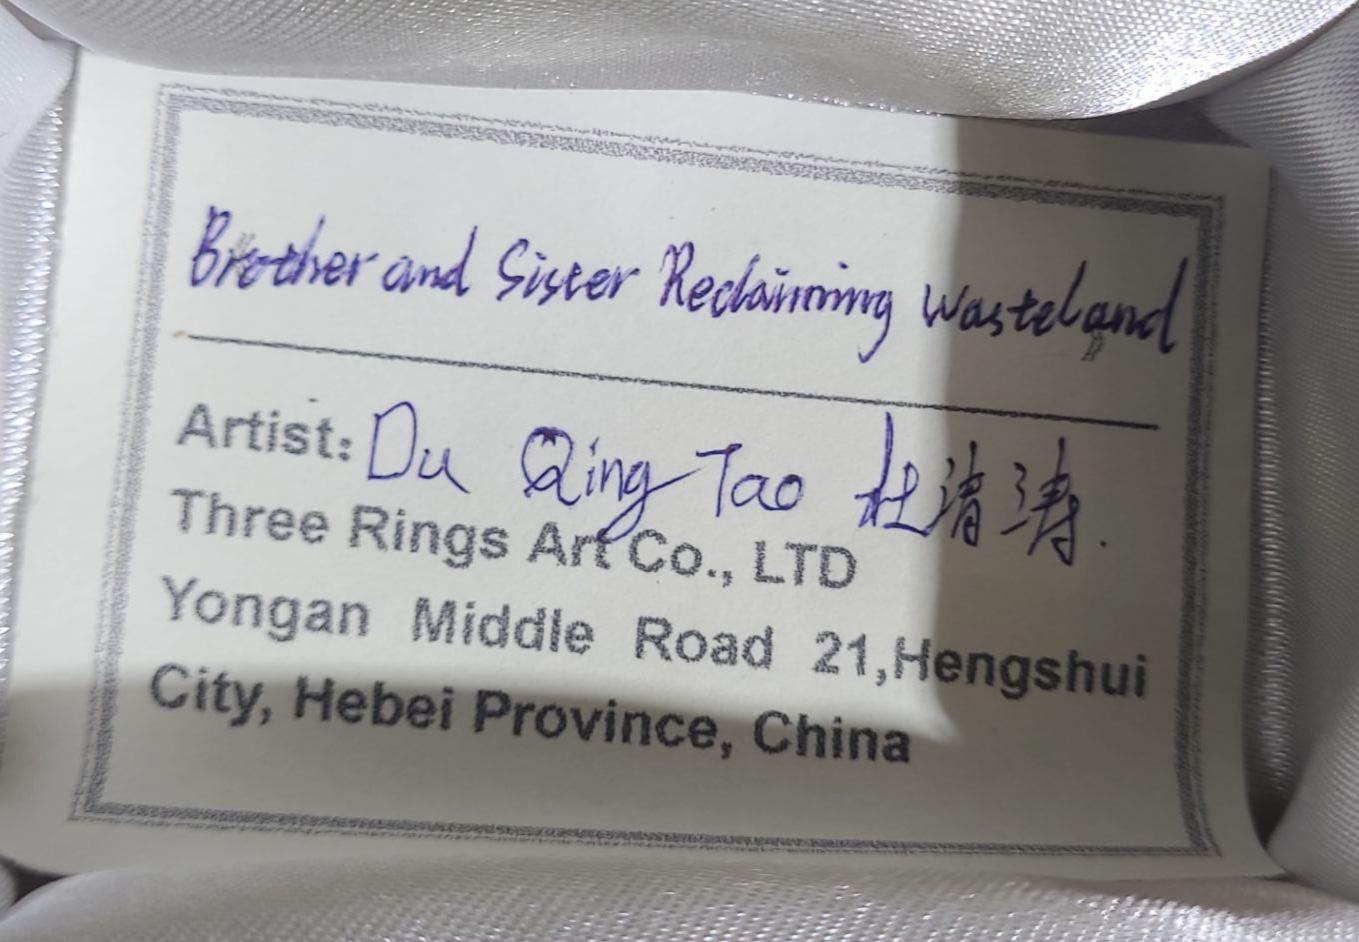 Brother and Sister Reclaiming Wasteland
Artist: Du Qing Tao 杜清涛.
Three Rings Art Co., LTD
Yongan Middle Road 21,Hengshui
City, Hebei Province, China